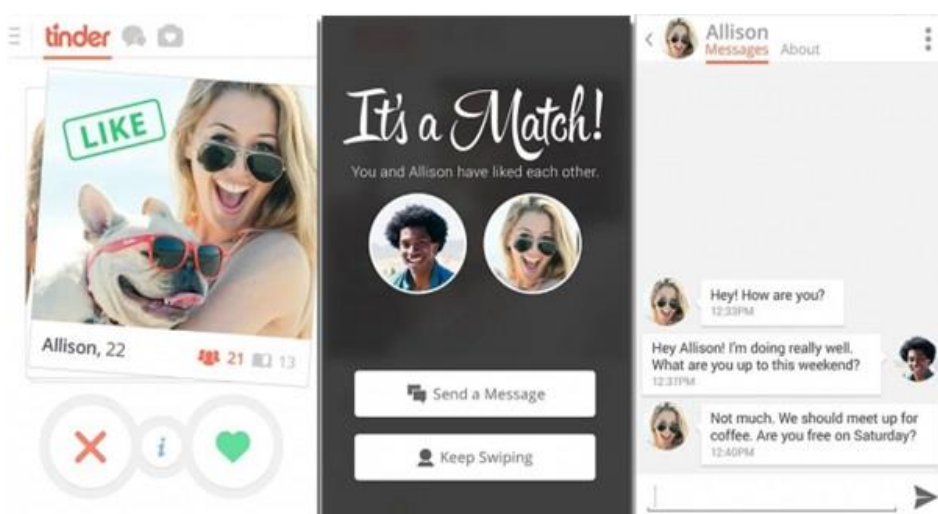 tinder
LIKE
Allison, 22
21
13
i
It's a Match!
You and Allison have liked each other.
Send a Message
Keep Swiping
Allison
Messages About
Hey! How are you?
12:33PM
Hey Allison! I'm doing really well.
What are you up to this weekend?
12:37PM
Not much. We should meet up for
coffee. Are you free on Saturday?
12:40PM